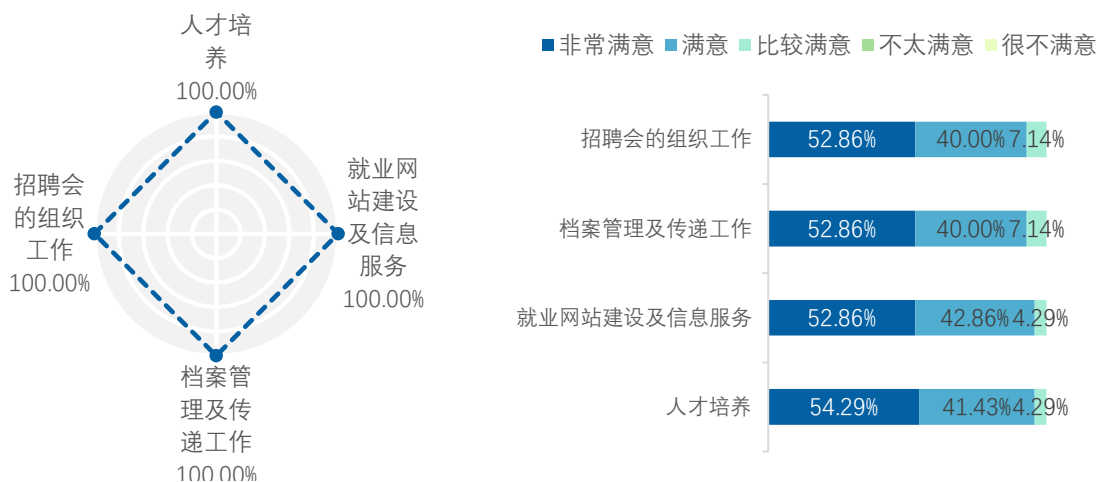 人才培
养
100.00%
就业网
站建设
及信息
服务
100.00%
招聘会
的组织
工作
100.00%
档案管
理及传
递工作
100.00%
非常满意 满意 比较满意 不太满意 很不满意
招聘会的组织工作 52.86% 40.00% 7.14%
档案管理及传递工作 52.86% 40.00% 7.14%
就业网站建设及信息服务 52.86% 42.86% 4.29%
人才培养 54.29% 41.43% 4.29%